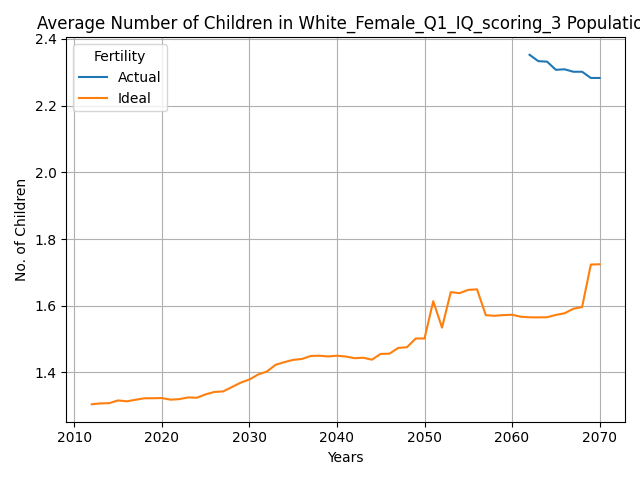 Average Number of Children in White_Female_Q1_IQ_scoring_3 Populatio
No. of Children
2.4
2.2
2.0
1.8
1.6
1.4
Fertility
Actual
Ideal
2010 2020 2030 2040 2050 2060 2070
Years